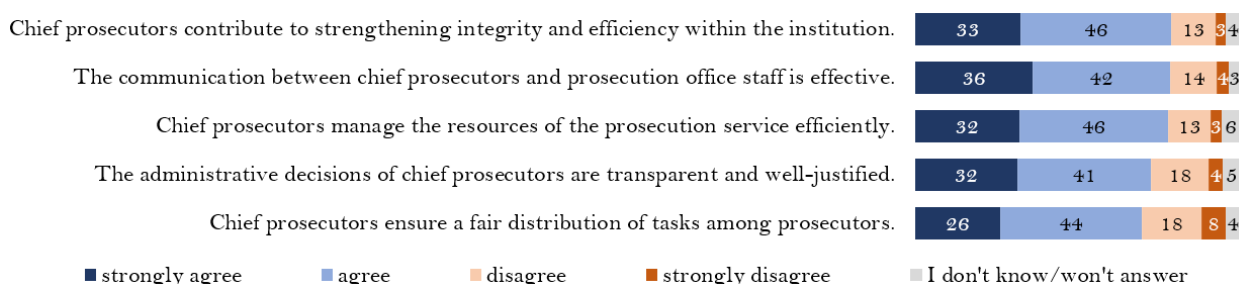 Chief prosecutors contribute to strengthening integrity and efficiency within the institution. 33 46 13 3 4
The communication between chief prosecutors and prosecution office staff is effective. 36 42 14 4 3
Chief prosecutors manage the resources of the prosecution service efficiently. 32 46 13 3 6
The administrative decisions of chief prosecutors are transparent and well-justified. 32 41 18 4 5
Chief prosecutors ensure a fair distribution of tasks among prosecutors. 26 44 18 8 4
strongly agree agree disagree strongly disagree I don't know/won't answer